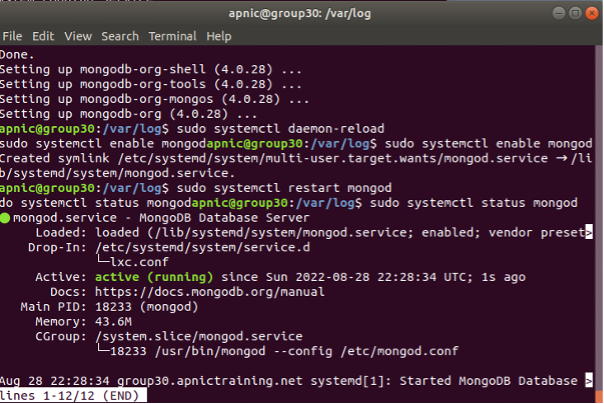 apnic@group30: /var/log
File Edit View Search Terminal Help
Done.
Setting up mongodb-org-shell (4.0.28) ...
Setting up mongodb-org-tools (4.0.28) ...
Setting up mongodb-org-mongos (4.0.28) ...
Setting up mongodb-org (4.0.28) ...
apnic@group30:/var/log$ sudo systemctl daemon-reload
sudo systemctl enable mongodapnic@group30:/var/log$ sudo systemctl enable mongod
Created symlink /etc/systemd/system/multi-user.target.wants/mongod.service → /li
b/systemd/system/mongod.service.
apnic@group30:/var/log$ sudo systemctl restart mongod
do systemctl status mongodapnic@group30:/var/log$ sudo systemctl status mongod
● mongod.service - MongoDB Database Server
Loaded: loaded (/lib/systemd/system/mongod.service; enabled; vendor preset>
Drop-In: /etc/systemd/system/service.d
└─lxc.conf
Active: active (running) since Sun 2022-08-28 22:28:34 UTC; 1s ago
Docs: https://docs.mongodb.org/manual
Main PID: 18233 (mongod)
Memory: 43.6M
CGroup: /system.slice/mongod.service
└─18233 /usr/bin/mongod --config /etc/mongod.conf
Aug 28 22:28:34 group30.apnictraining.net systemd[1]: Started MongoDB Database >
lines 1-12/12 (END)